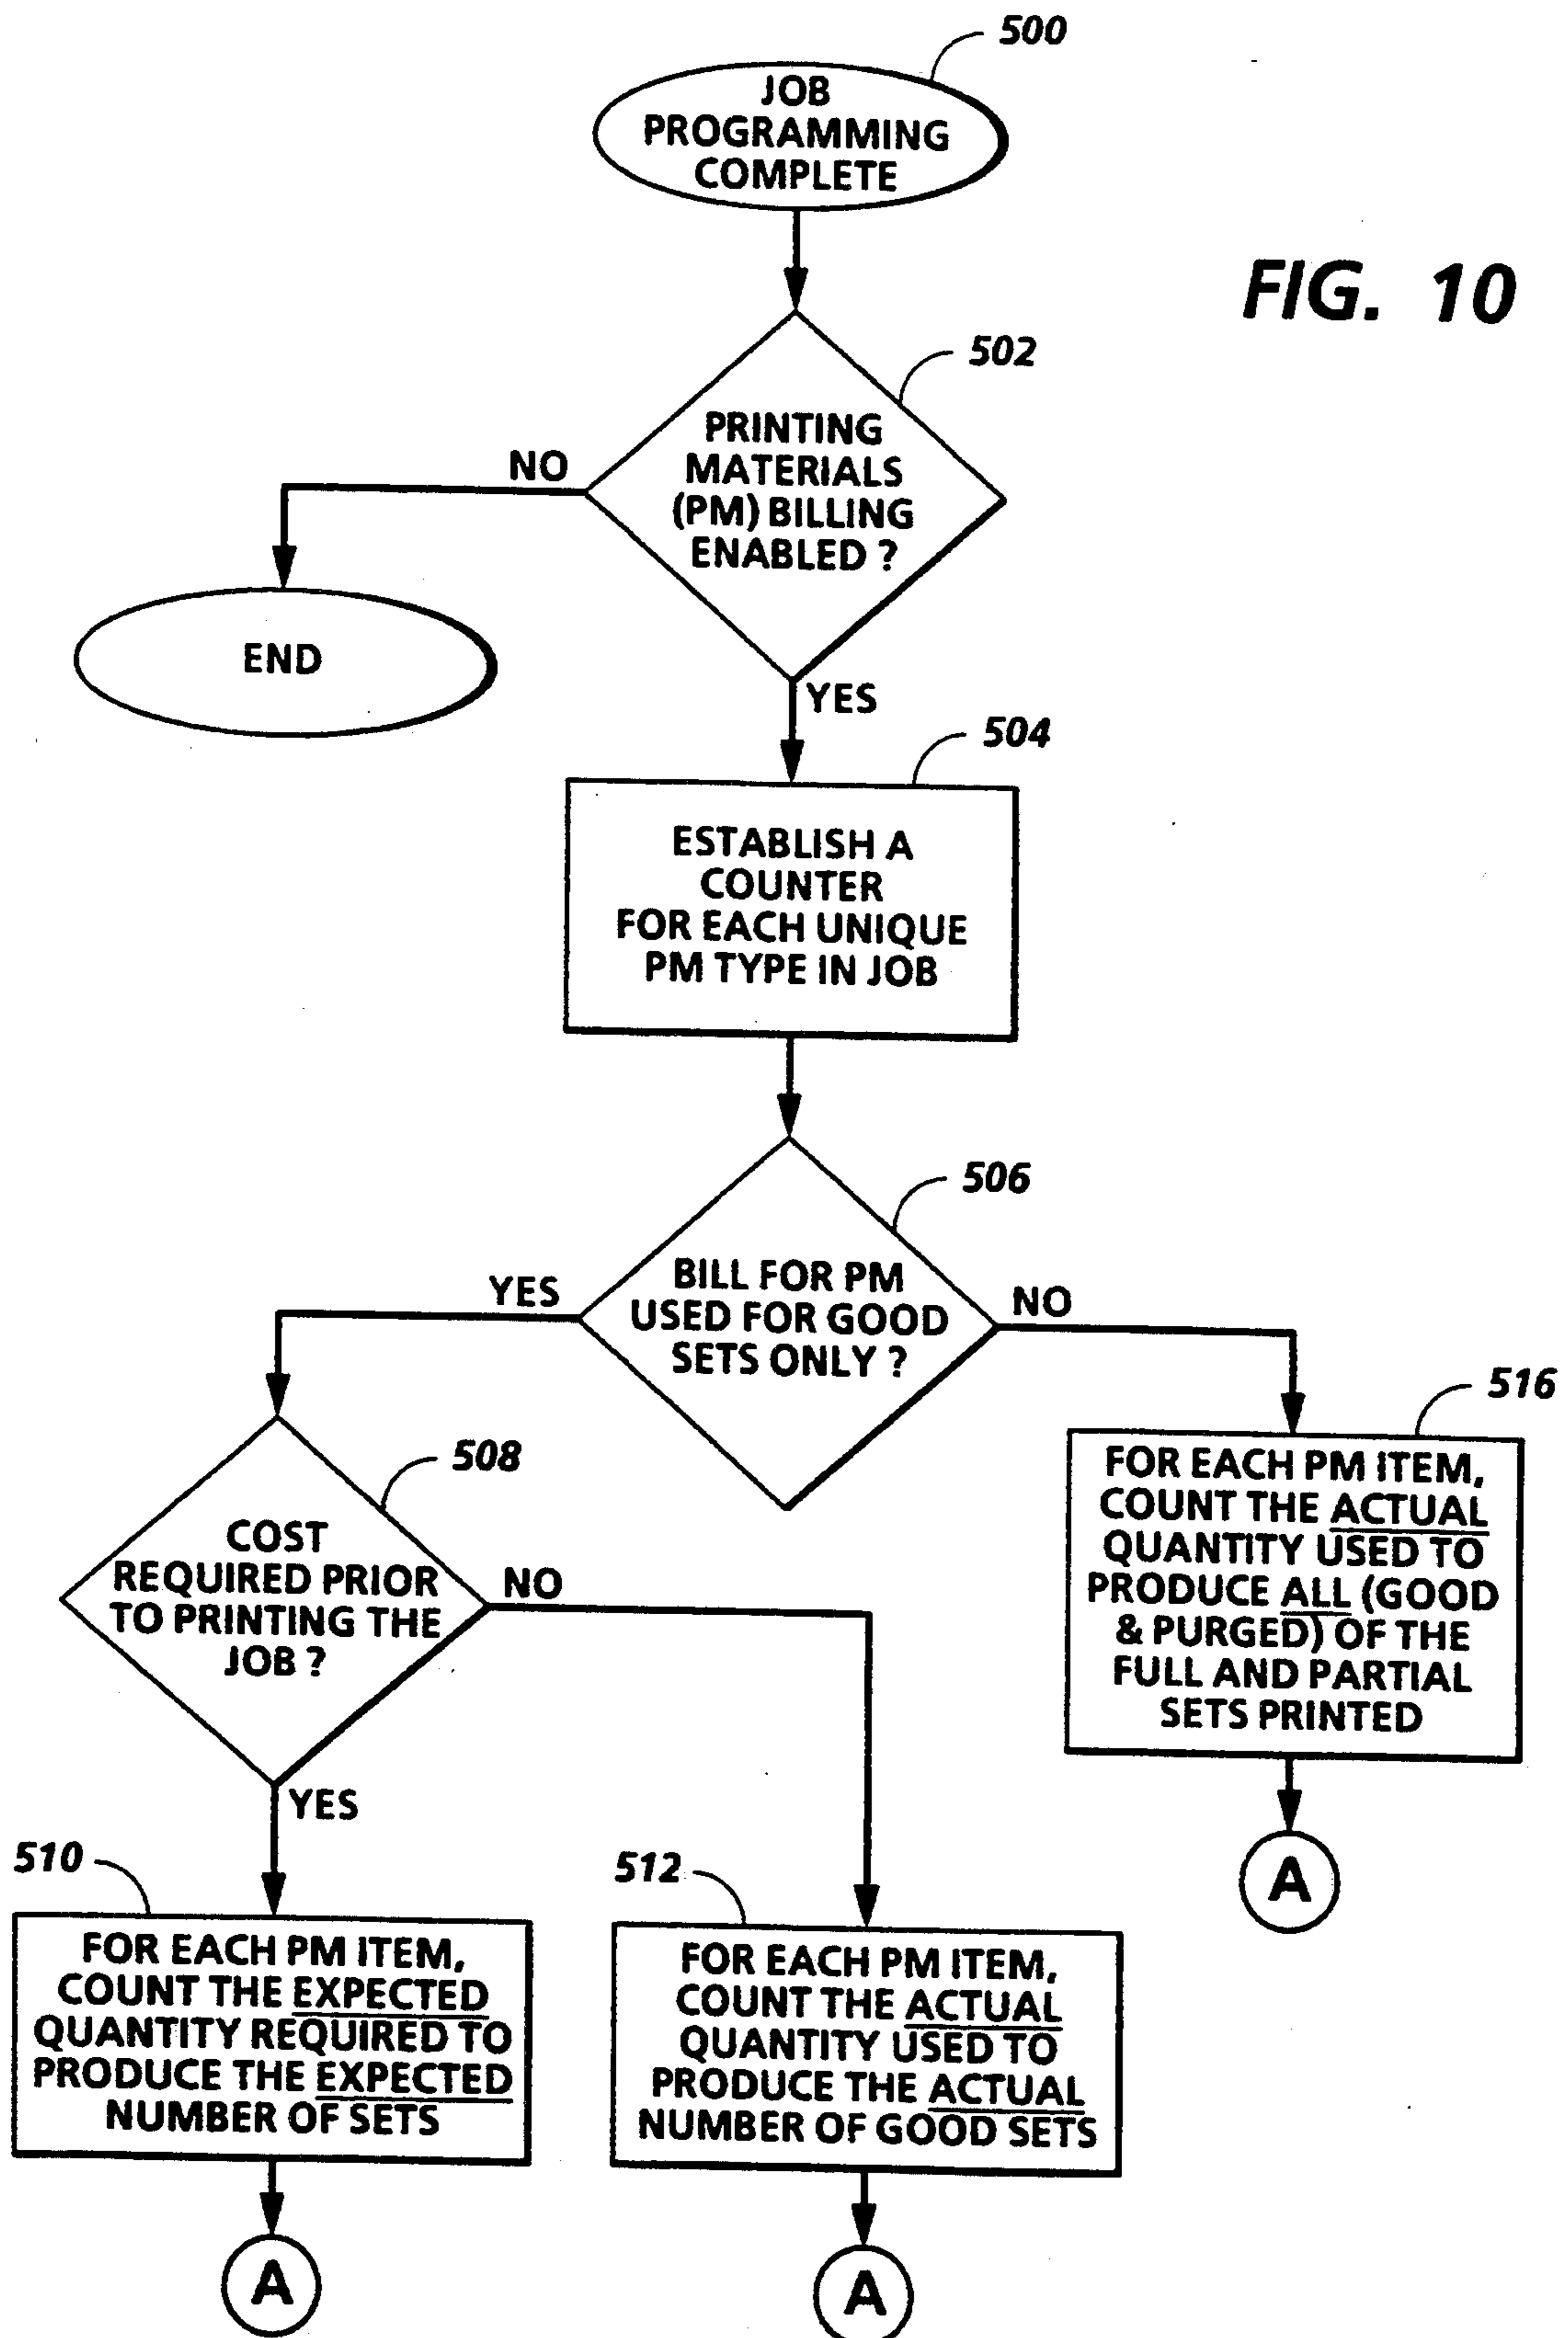 500
JOB
PROGRAMMING
COMPLETE
FIG. 10
502
PRINTING
MATERIALS
(PM) BILLING
ENABLED ?
NO
END
YES
504
ESTABLISH A
COUNTER
FOR EACH UNIQUE
PM TYPE IN JOB
506
BILL FOR PM
USED FOR GOOD
SETS ONLY ?
YES
NO
516
FOR EACH PM ITEM,
COUNT THE ACTUAL
QUANTITY USED TO
PRODUCE ALL (GOOD
& PURGED) OF THE
FULL AND PARTIAL
SETS PRINTED
A
508
COST
REQUIRED PRIOR
TO PRINTING THE
JOB ?
NO
YES
510
FOR EACH PM ITEM,
COUNT THE EXPECTED
QUANTITY REQUIRED TO
PRODUCE THE EXPECTED
NUMBER OF SETS
A
512
FOR EACH PM ITEM,
COUNT THE ACTUAL
QUANTITY USED TO
PRODUCE THE ACTUAL
NUMBER OF GOOD SETS
A